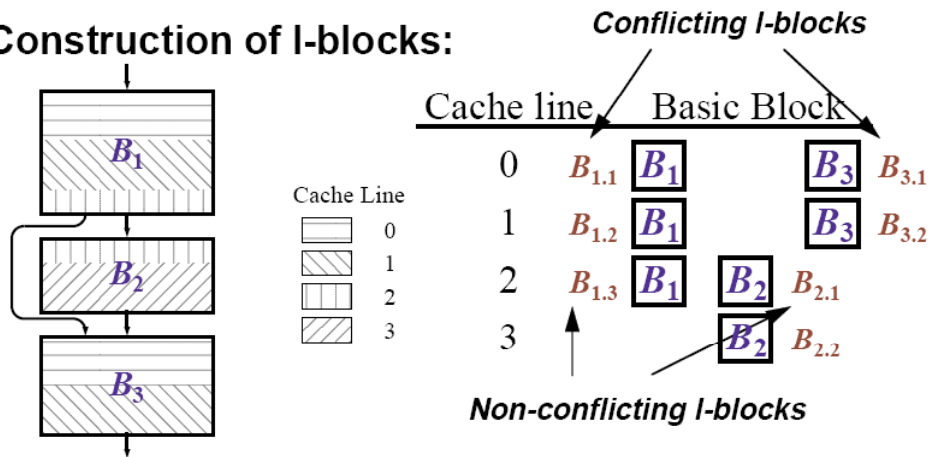 Construction of l-blocks:
B1
B2
B3
Cache Line
0
1
2
3
Conflicting l-blocks
Cache line Basic Block
0 B1.1 B1 B3 B3.1
1 B1.2 B1 B3 B3.2
2 B1.3 B1 B2 B2.1
3 B2 B2.2
Non-conflicting l-blocks